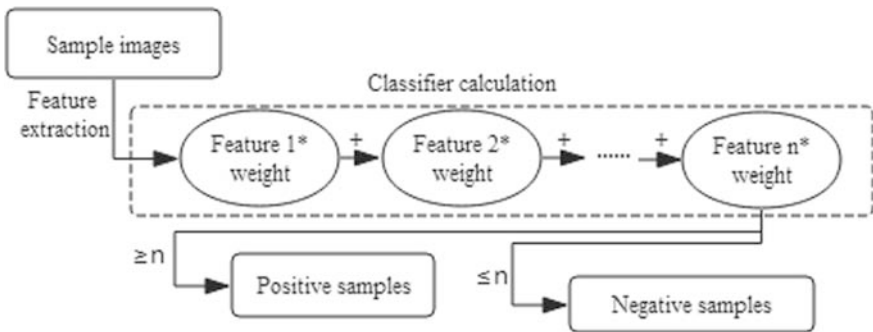 Sample images
Feature
extraction
Classifier calculation
Feature 1*
weight
+
Feature 2*
weight
+
......
+
Feature n*
weight
≥n
Positive samples
≤n
Negative samples